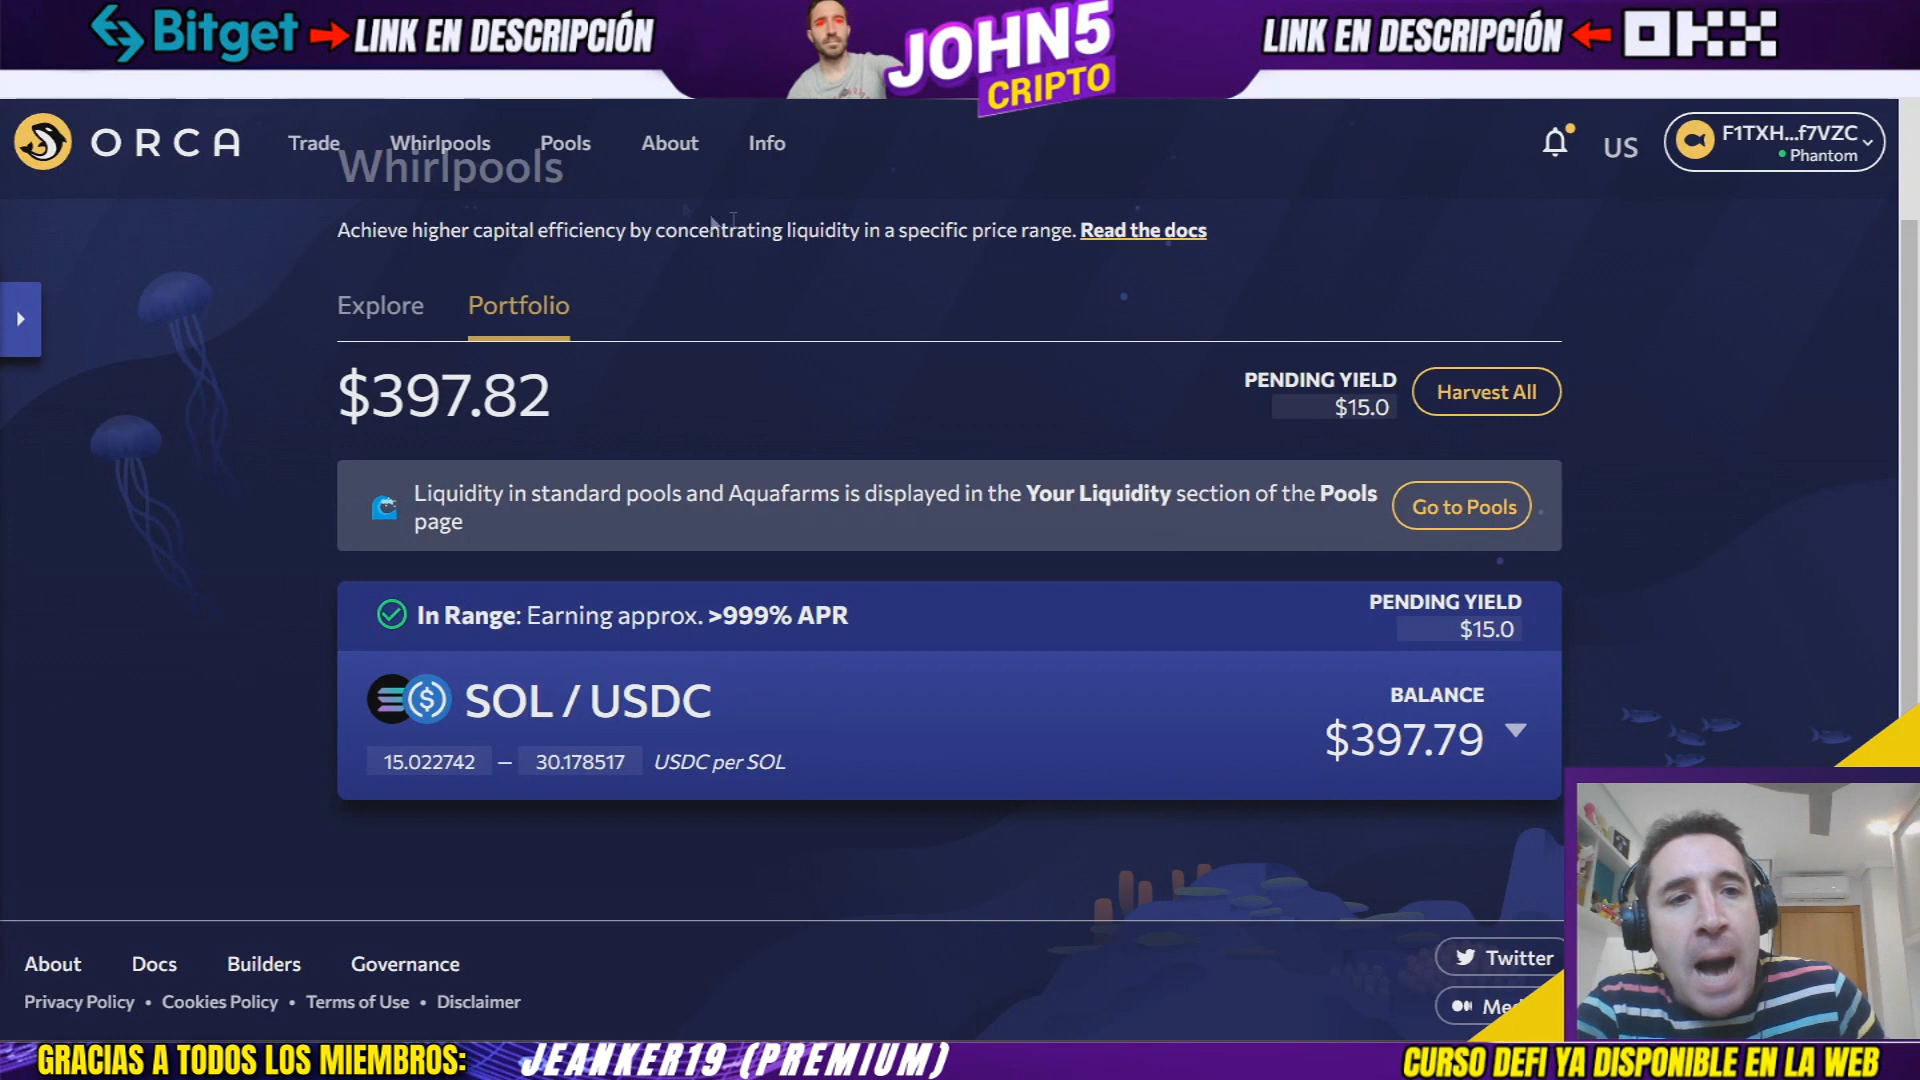 Bitget LINK EN DESCRIPCIÓN
JOHN5
CRIPTO
LINK EN DESCRIPCIÓN OKX
ORCA
Trade Whirlpools Pools About Info
US
F1TXH...f7VZC
Phantom
Whirlpools
Achieve higher capital efficiency by concentrating liquidity in a specific price range. Read the docs
Explore Portfolio
$397.82
PENDING YIELD
$15.0
Harvest All
Liquidity in standard pools and Aquafarms is displayed in the Your Liquidity section of the Pools
page
Go to Pools
In Range: Earning approx. >999% APR
PENDING YIELD
$15.0
SOL / USDC
BALANCE
$397.79
15.022742 – 30.178517 USDC per SOL
About Docs Builders Governance
Twitter
Privacy Policy • Cookies Policy • Terms of Use • Disclaimer
GRACIAS A TODOS LOS MIEMBROS: JEANKER19 (PREMIUM) CURSO DEFI YA DISPONIBLE EN LA WEB